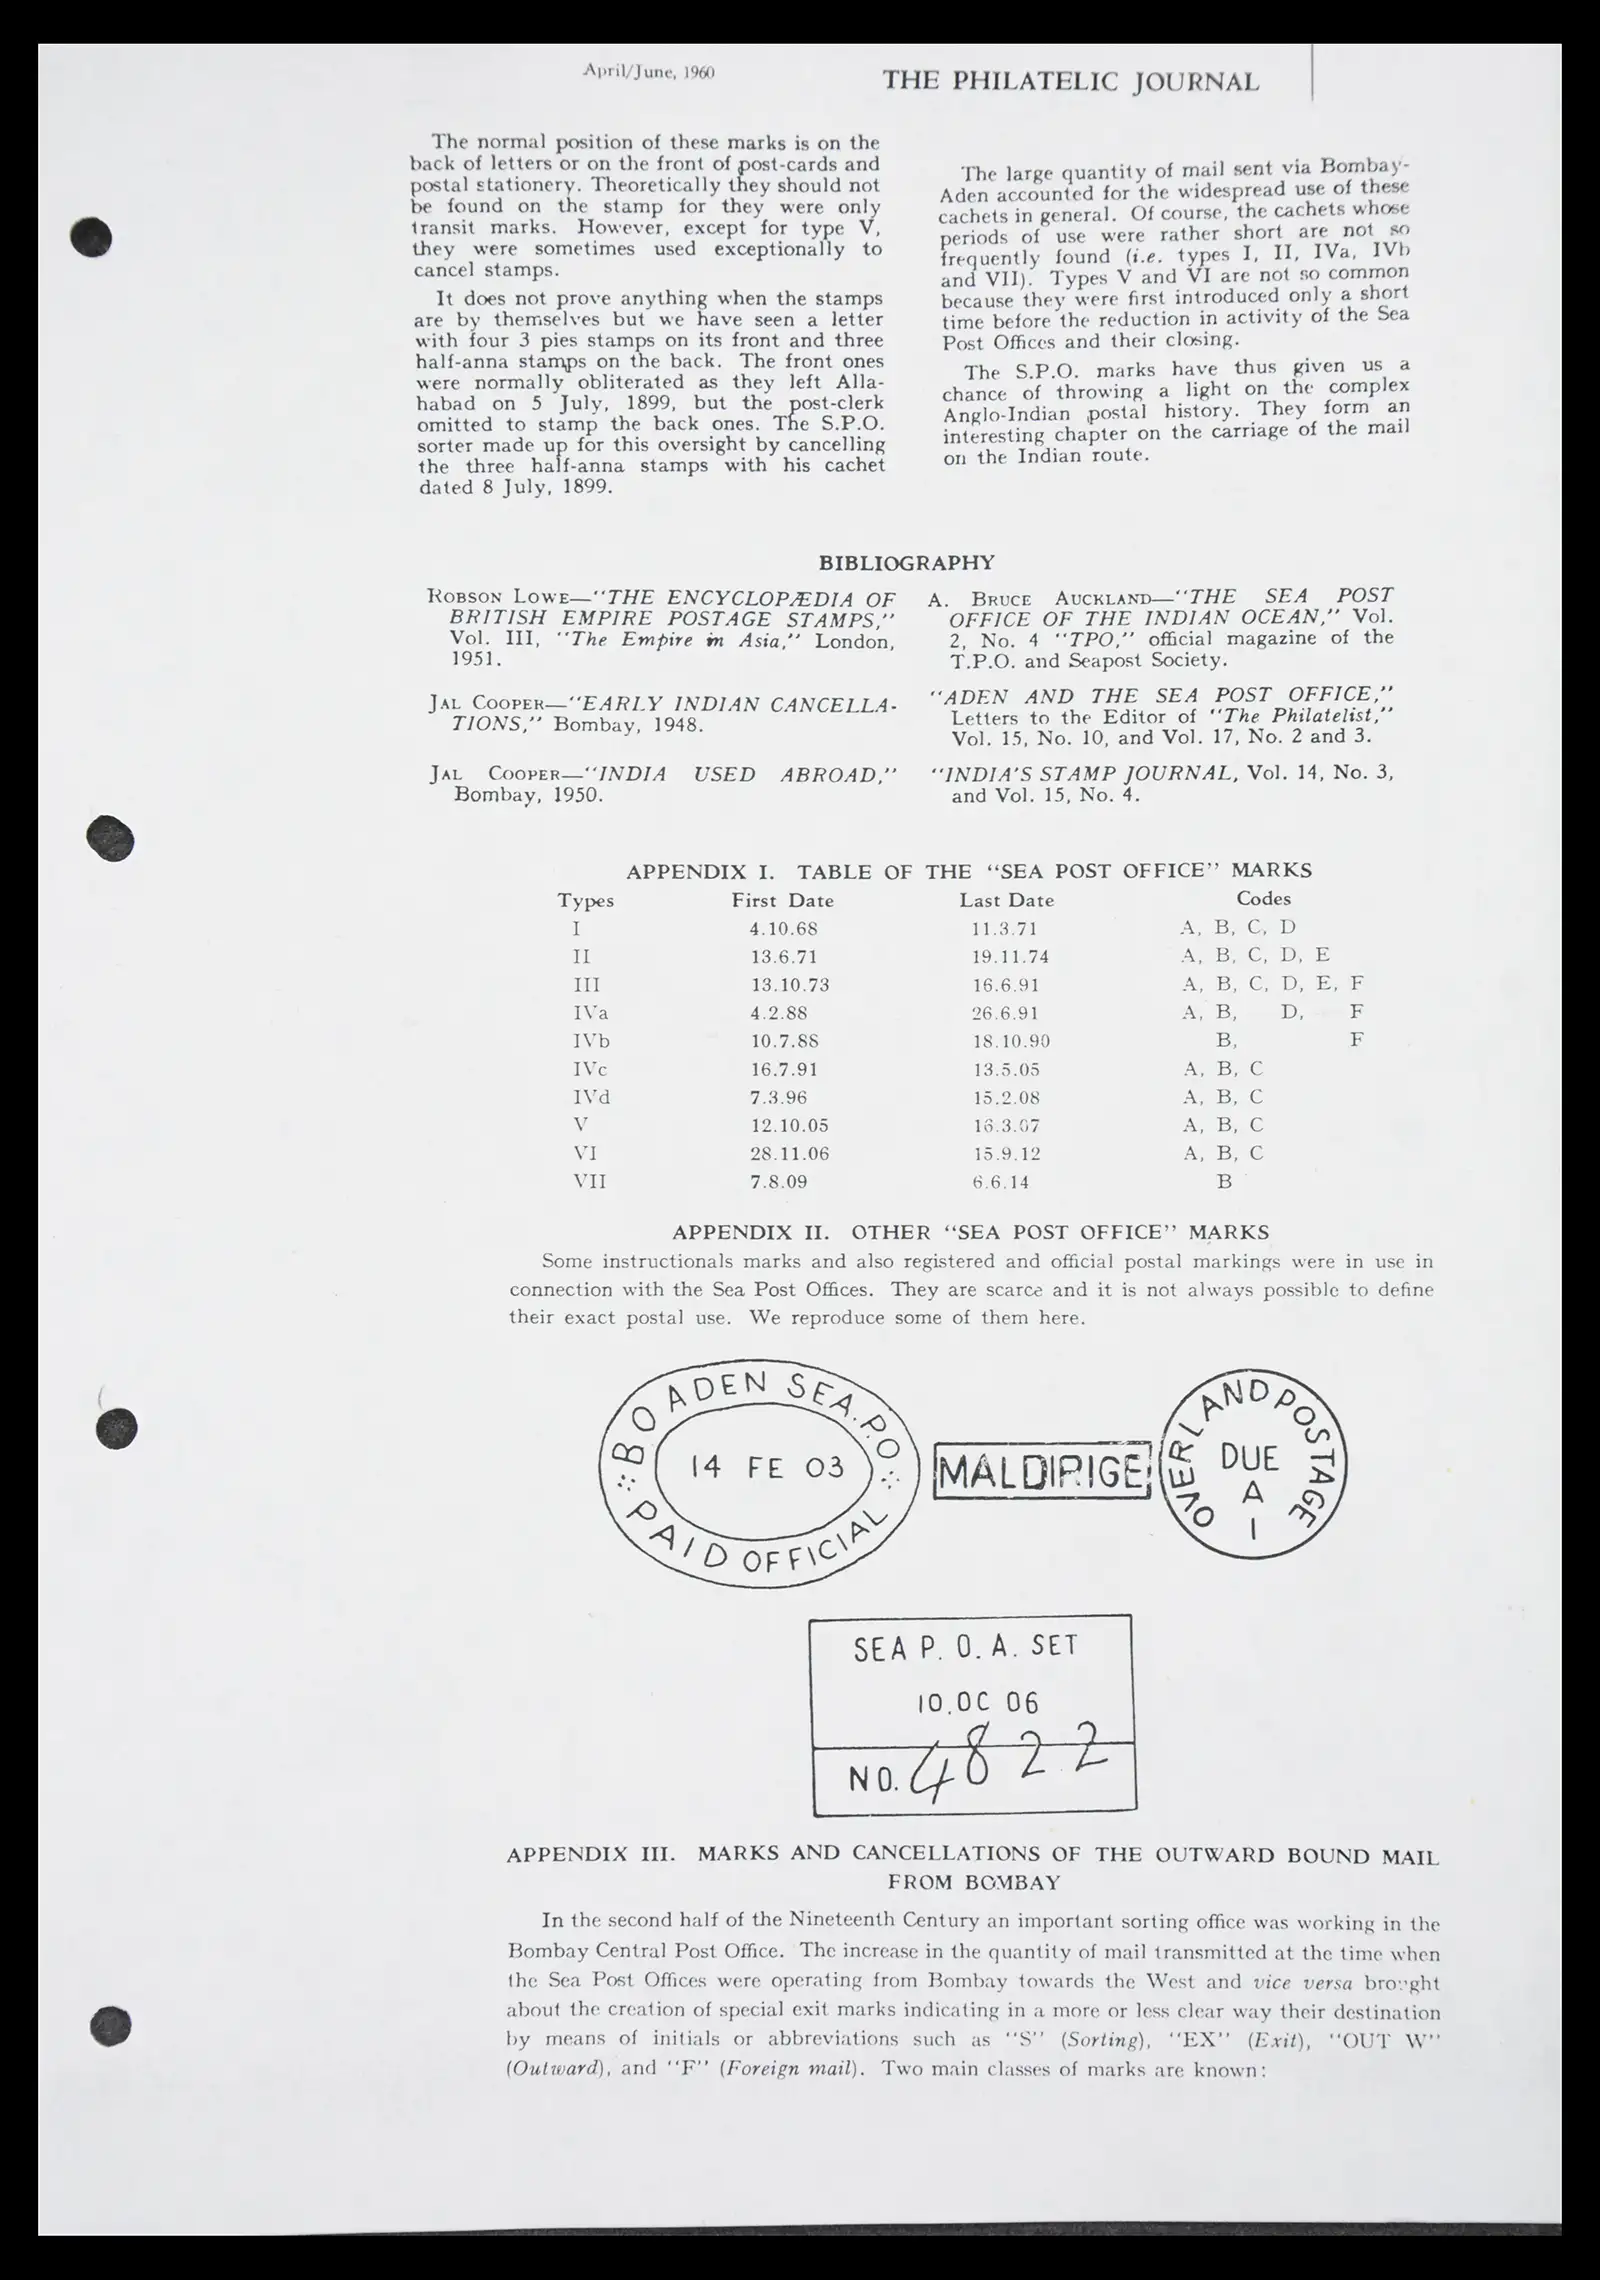 April/June, 1960
THE PHILATELIC JOURNAL
The normal position of these marks is on the
back of letters or on the front of post-cards and
postal stationery. Theoretically they should not
be found on the stamp for they were only
transit marks. However, except for type V,
they were sometimes used exceptionally to
cancel stamps.
It does not prove anything when the stamps
are by themselves but we have seen a letter
with four 3 pies stamps on its front and three
half-anna stamps on the back. The front ones
were normally obliterated as they left Alla-
habad on 5 July, 1899, but the post-clerk
omitted to stamp the back ones. The S.P.O.
sorter made up for this oversight by cancelling
the three half-anna stamps with his cachet
dated 8 July, 1899.
The large quantity of mail sent via Bombay-
Aden accounted for the widespread use of these
cachets in general. Of course, the cachets whose
periods of use were rather short are not so
frequently found (i.e. types I, II, IVa, IVb
and VII). Types V and VI are not so common
because they were first introduced only a short
time before the reduction in activity of the Sea
Post Offices and their closing.
The S.P.O. marks have thus given us a
chance of throwing a light on the complex
Anglo-Indian postal history. They form an
interesting chapter on the carriage of the mail
on the Indian route.
BIBLIOGRAPHY
ROBSON LOWE—"THE ENCYCLOPÆDIA OF
BRITISH EMPIRE POSTAGE STAMPS,"
Vol. III, "The Empire in Asia," London,
1951.
JAL COOPER—"EARLY INDIAN CANCELLA-
TIONS," Bombay, 1948.
JAL COOPER—"INDIA USED ABROAD,"
Bombay, 1950.
A. BRUCE AUCKLAND—"THE SEA POST
OFFICE OF THE INDIAN OCEAN," Vol.
2, No. 4 "TPO," official magazine of the
T.P.O. and Seapost Society.
"ADEN AND THE SEA POST OFFICE,"
Letters to the Editor of "The Philatelist,"
Vol. 15, No. 10, and Vol. 17, No. 2 and 3.
"INDIA'S STAMP JOURNAL, Vol. 14, No. 3,
and Vol. 15, No. 4.
APPENDIX I. TABLE OF THE "SEA POST OFFICE" MARKS
Types First Date Last Date Codes
I 4.10.68 11.3.71 A, B, C, D
II 13.6.71 19.11.74 A, B, C, D, E
III 13.10.73 16.6.91 A, B, C, D, E, F
IVa 4.2.88 26.6.91 A, B, D, F
IVb 10.7.88 18.10.90 B, F
IVc 16.7.91 13.5.05 A, B, C
IVd 7.3.96 15.2.08 A, B, C
V 12.10.05 16.3.07 A, B, C
VI 28.11.06 15.9.12 A, B, C
VII 7.8.09 6.6.14 B
APPENDIX II. OTHER "SEA POST OFFICE" MARKS
Some instructionals marks and also registered and official postal markings were in use in
connection with the Sea Post Offices. They are scarce and it is not always possible to define
their exact postal use. We reproduce some of them here.
BO ADEN SEA.P.O
14 FE 03
PAID OFFICIAL
MALDIRIGE
OVERLAND POSTAGE
DUE
A
1
SEA P. O. A. SET
10.OC 06
NO. 4822
APPENDIX III. MARKS AND CANCELLATIONS OF THE OUTWARD BOUND MAIL
FROM BOMBAY
In the second half of the Nineteenth Century an important sorting office was working in the
Bombay Central Post Office. The increase in the quantity of mail transmitted at the time when
the Sea Post Offices were operating from Bombay towards the West and vice versa brought
about the creation of special exit marks indicating in a more or less clear way their destination
by means of initials or abbreviations such as "S" (Sorting), "EX" (Exit), "OUT W"
(Outward), and "F" (Foreign mail). Two main classes of marks are known: